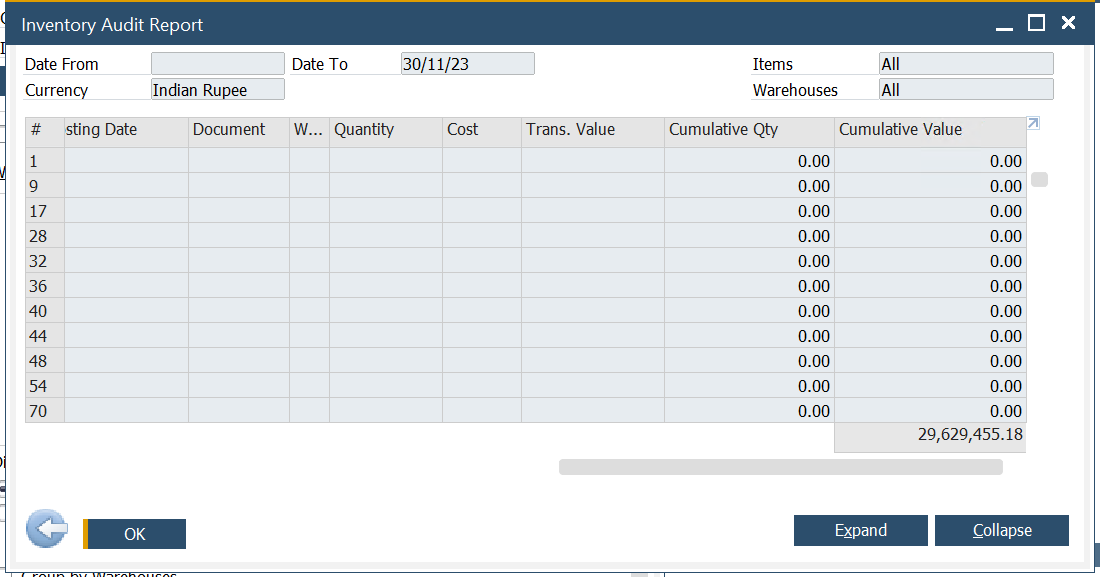 Inventory Audit Report
Date From Date To 30/11/23 Items All
Currency Indian Rupee Warehouses All
# sting Date Document W... Quantity Cost Trans. Value Cumulative Qty Cumulative Value
1 0.00 0.00
9 0.00 0.00
17 0.00 0.00
28 0.00 0.00
32 0.00 0.00
36 0.00 0.00
40 0.00 0.00
44 0.00 0.00
48 0.00 0.00
54 0.00 0.00
70 0.00 0.00
29,629,455.18
OK Expand Collapse
Group by Warehouses